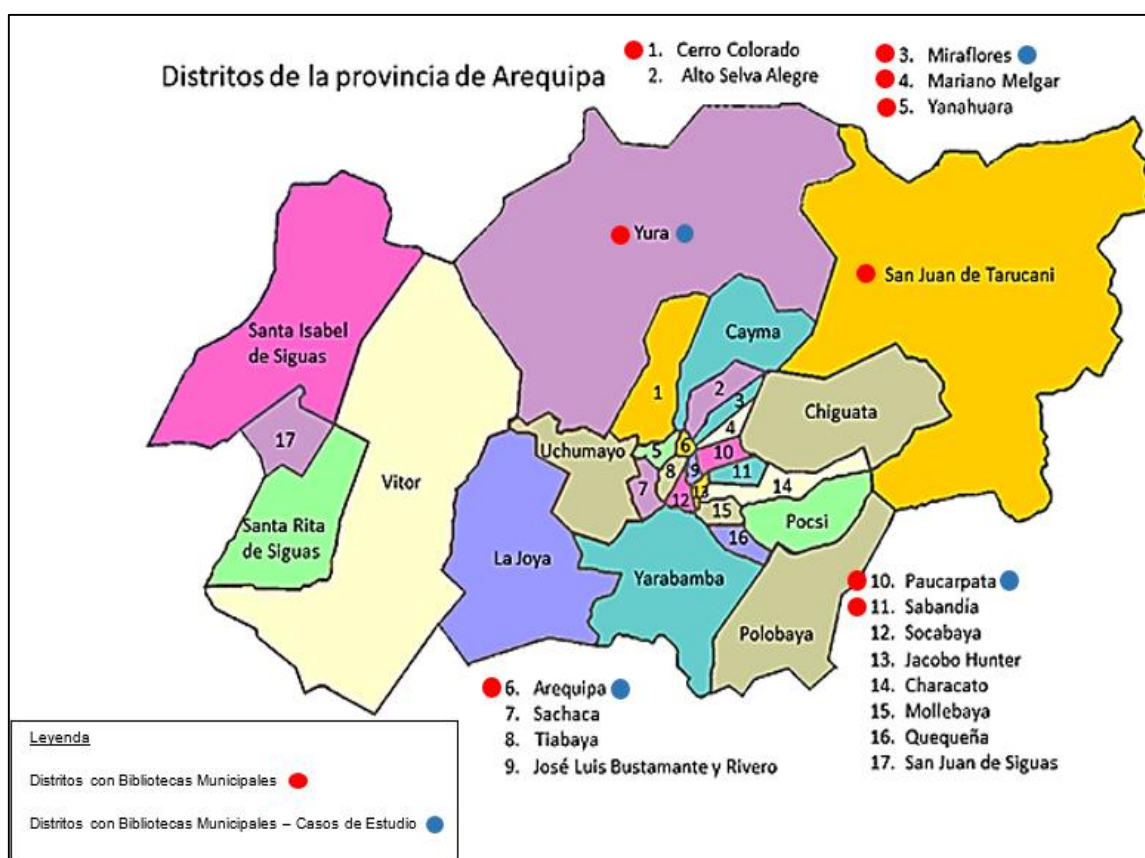 Distritos de la provincia de Arequipa
1. Cerro Colorado
2. Alto Selva Alegre
3. Miraflores
4. Mariano Melgar
5. Yanahuara
Yura
San Juan de Tarucani
Santa Isabel
de Siguas
Cayma
1
2
3
4
Chiguata
17
Uchumayo
5
6
10
9
8
11
7
12
13
14
Vitor
15
Pocsi
Santa Rita
de Siguas
16
La Joya
Yarabamba
Polobaya
10. Paucarpata
11. Sabandía
12. Socabaya
13. Jacobo Hunter
14. Characato
15. Mollebaya
16. Quequeña
17. San Juan de Siguas
6. Arequipa
7. Sachaca
8. Tiabaya
9. José Luis Bustamante y Rivero
Leyenda
Distritos con Bibliotecas Municipales
Distritos con Bibliotecas Municipales – Casos de Estudio